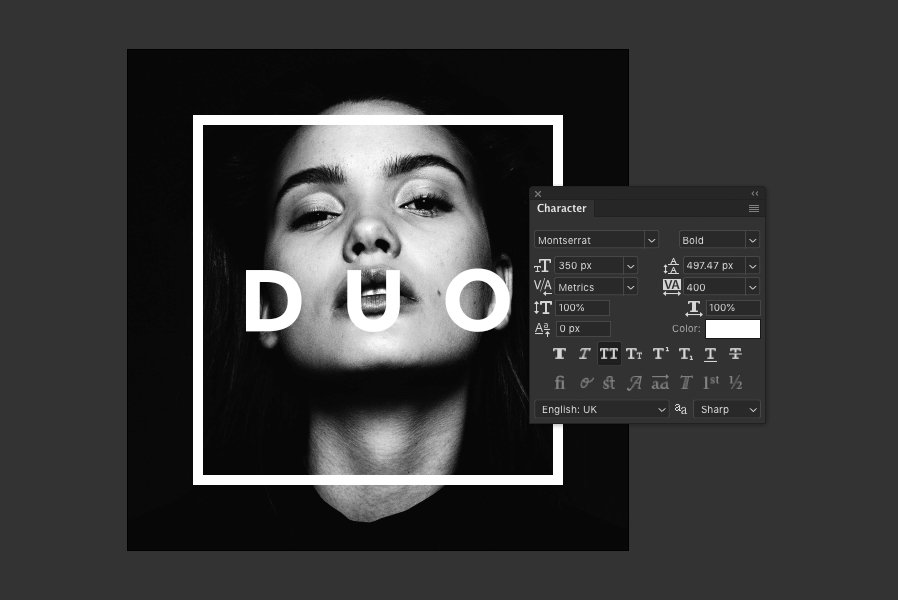 DUO
Character
Montserrat Bold
350 px 497.47 px
Metrics 400
100% 100%
0 px Color:
English: UK Sharp